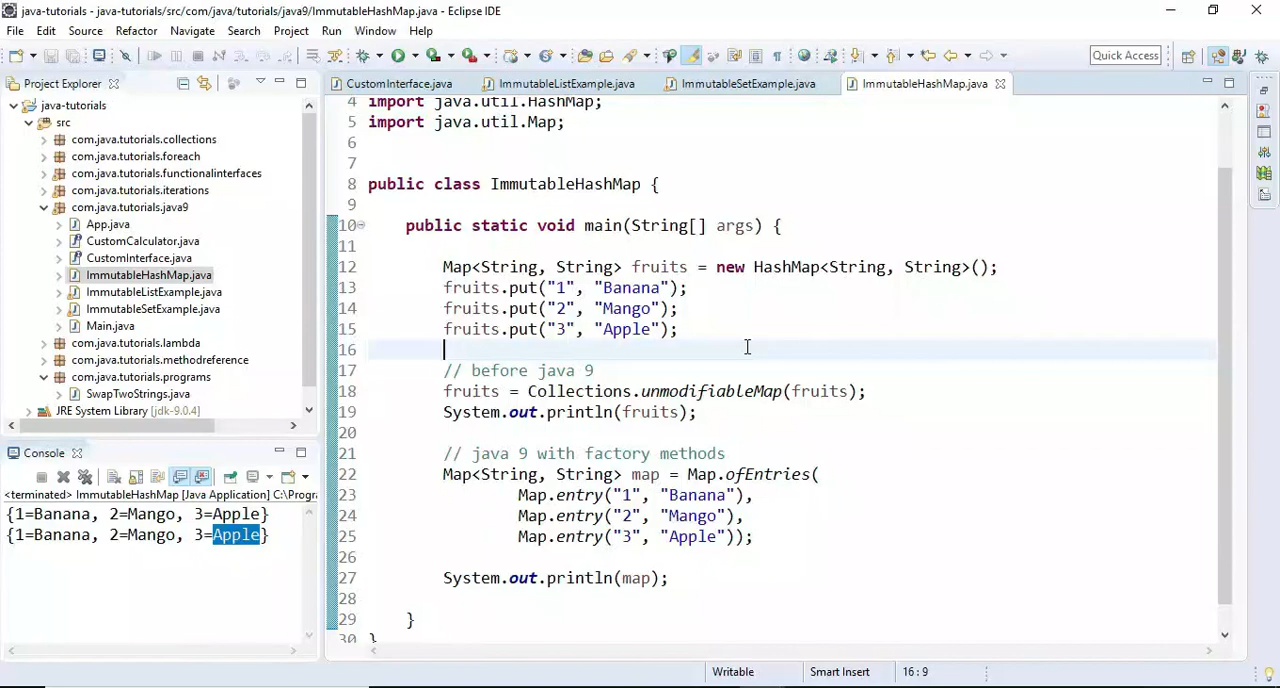 java-tutorials - java-tutorials/src/com/java/tutorials/java9/ImmutableHashMap.java - Eclipse IDE
File Edit Source Refactor Navigate Search Project Run Window Help
Quick Access
Project Explorer
java-tutorials
src
com.java.tutorials.collections
com.java.tutorials.foreach
com.java.tutorials.functionalinterfaces
com.java.tutorials.iterations
com.java.tutorials.java9
App.java
CustomCalculator.java
CustomInterface.java
ImmutableHashMap.java
ImmutableListExample.java
ImmutableSetExample.java
Main.java
com.java.tutorials.lambda
com.java.tutorials.methodreference
com.java.tutorials.programs
SwapTwoStrings.java
JRE System Library [jdk-9.0.4]
Console
<terminated> ImmutableHashMap [Java Application] C:\Progra
{1=Banana, 2=Mango, 3=Apple}
{1=Banana, 2=Mango, 3=Apple}
CustomInterface.java ImmutableListExample.java ImmutableSetExample.java ImmutableHashMap.java
4 import java.util.HashMap;
5 import java.util.Map;
6
7
8 public class ImmutableHashMap {
9
10 public static void main(String[] args) {
11
12 Map<String, String> fruits = new HashMap<String, String>();
13 fruits.put("1", "Banana");
14 fruits.put("2", "Mango");
15 fruits.put("3", "Apple");
16
17 // before java 9
18 fruits = Collections.unmodifiableMap(fruits);
19 System.out.println(fruits);
20
21 // java 9 with factory methods
22 Map<String, String> map = Map.ofEntries(
23 Map.entry("1", "Banana"),
24 Map.entry("2", "Mango"),
25 Map.entry("3", "Apple"));
26
27 System.out.println(map);
28
29 }
30 }
Writable Smart Insert 16 : 9